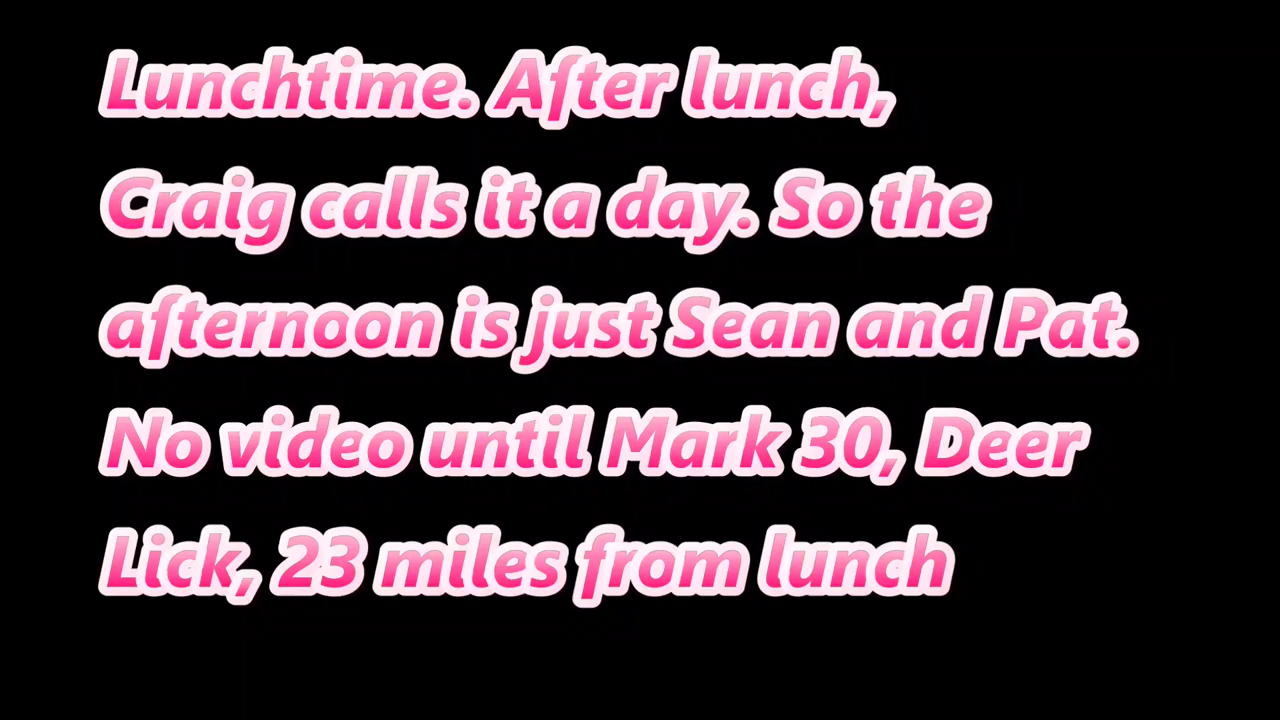 Lunchtime. After lunch,
Craig calls it a day. So the
afternoon is just Sean and Pat.
No video until Mark 30, Deer
Lick, 23 miles from lunch